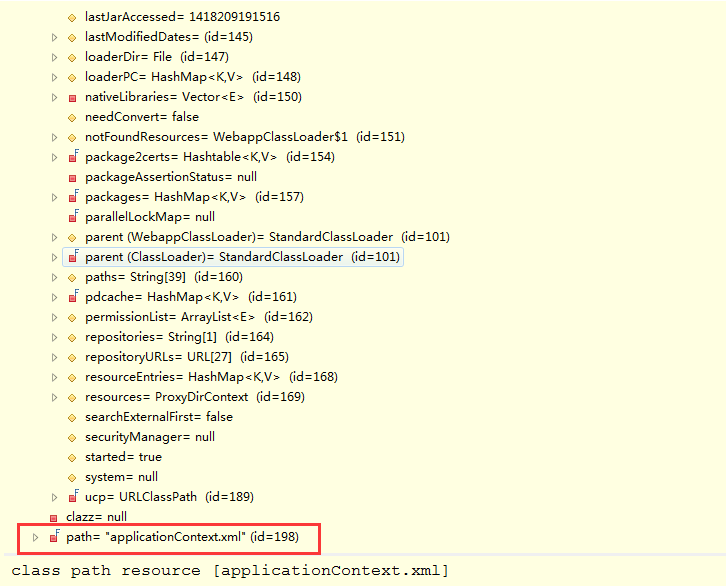 lastJarAccessed= 1418209191516
lastModifiedDates= (id=145)
loaderDir= File (id=147)
loaderPC= HashMap<K,V> (id=148)
nativeLibraries= Vector<E> (id=150)
needConvert= false
notFoundResources= WebappClassLoader$1 (id=151)
package2certs= Hashtable<K,V> (id=154)
packageAssertionStatus= null
packages= HashMap<K,V> (id=157)
parallelLockMap= null
parent (WebappClassLoader)= StandardClassLoader (id=101)
parent (ClassLoader)= StandardClassLoader (id=101)
paths= String[39] (id=160)
pdcache= HashMap<K,V> (id=161)
permissionList= ArrayList<E> (id=162)
repositories= String[1] (id=164)
repositoryURLs= URL[27] (id=165)
resourceEntries= HashMap<K,V> (id=168)
resources= ProxyDirContext (id=169)
searchExternalFirst= false
securityManager= null
started= true
system= null
ucp= URLClassPath (id=189)
clazz= null
path= "applicationContext.xml" (id=198)
class path resource [applicationContext.xml]